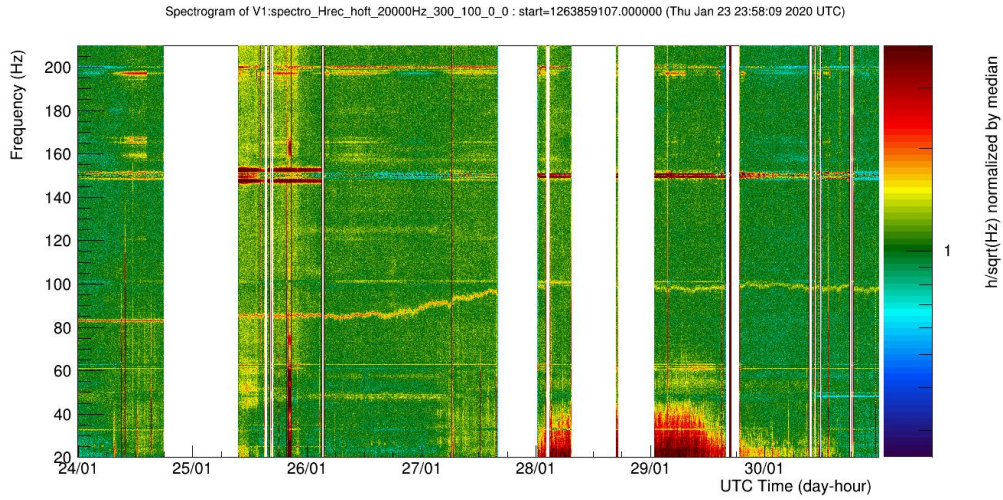 Spectrogram of V1:spectro_Hrec_hoft_20000Hz_300_100_0_0 : start=1263859107.000000 (Thu Jan 23 23:58:09 2020 UTC)
Frequency (Hz)
200
180
160
140
120
100
80
60
40
20
24/01 25/01 26/01 27/01 28/01 29/01 30/01
UTC Time (day-hour)
1
h/sqrt(Hz) normalized by median